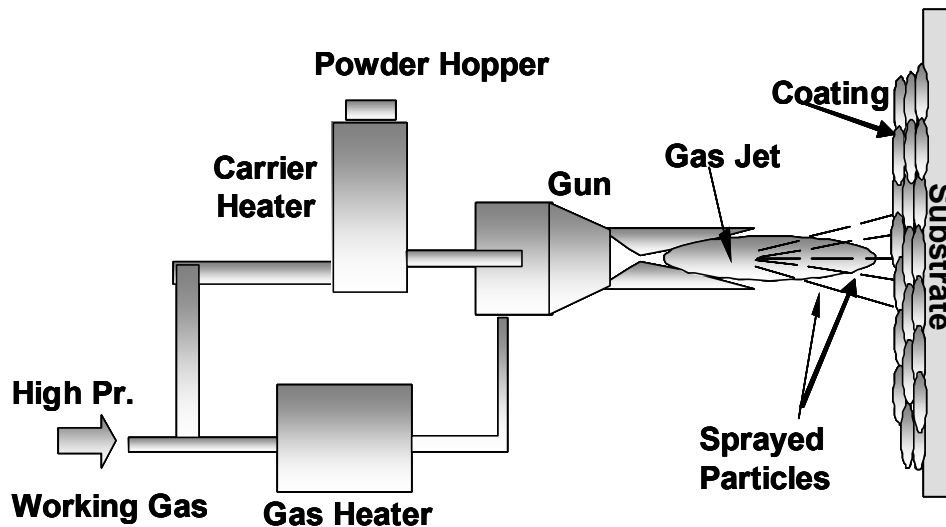 Powder Hopper
Coating
Carrier
Heater
Gas Jet
Gun
Substrate
High Pr.
Working Gas
Gas Heater
Sprayed
Particles